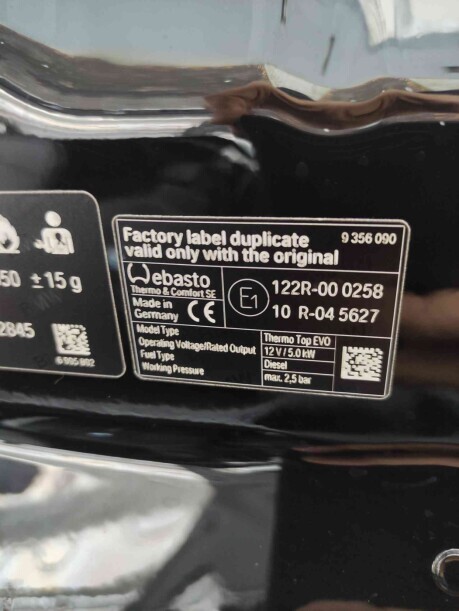 50 ±15 g
2845
Factory label duplicate 9 356 090
valid only with the original
Webasto
Thermo & Comfort SE
Made in
Germany CE
E1
122R-00 0258
10 R-04 5627
Model Type Thermo Top EVO
Operating Voltage/Rated Output 12 V / 5.0 kW
Fuel Type Diesel
Working Pressure max. 2,5 bar